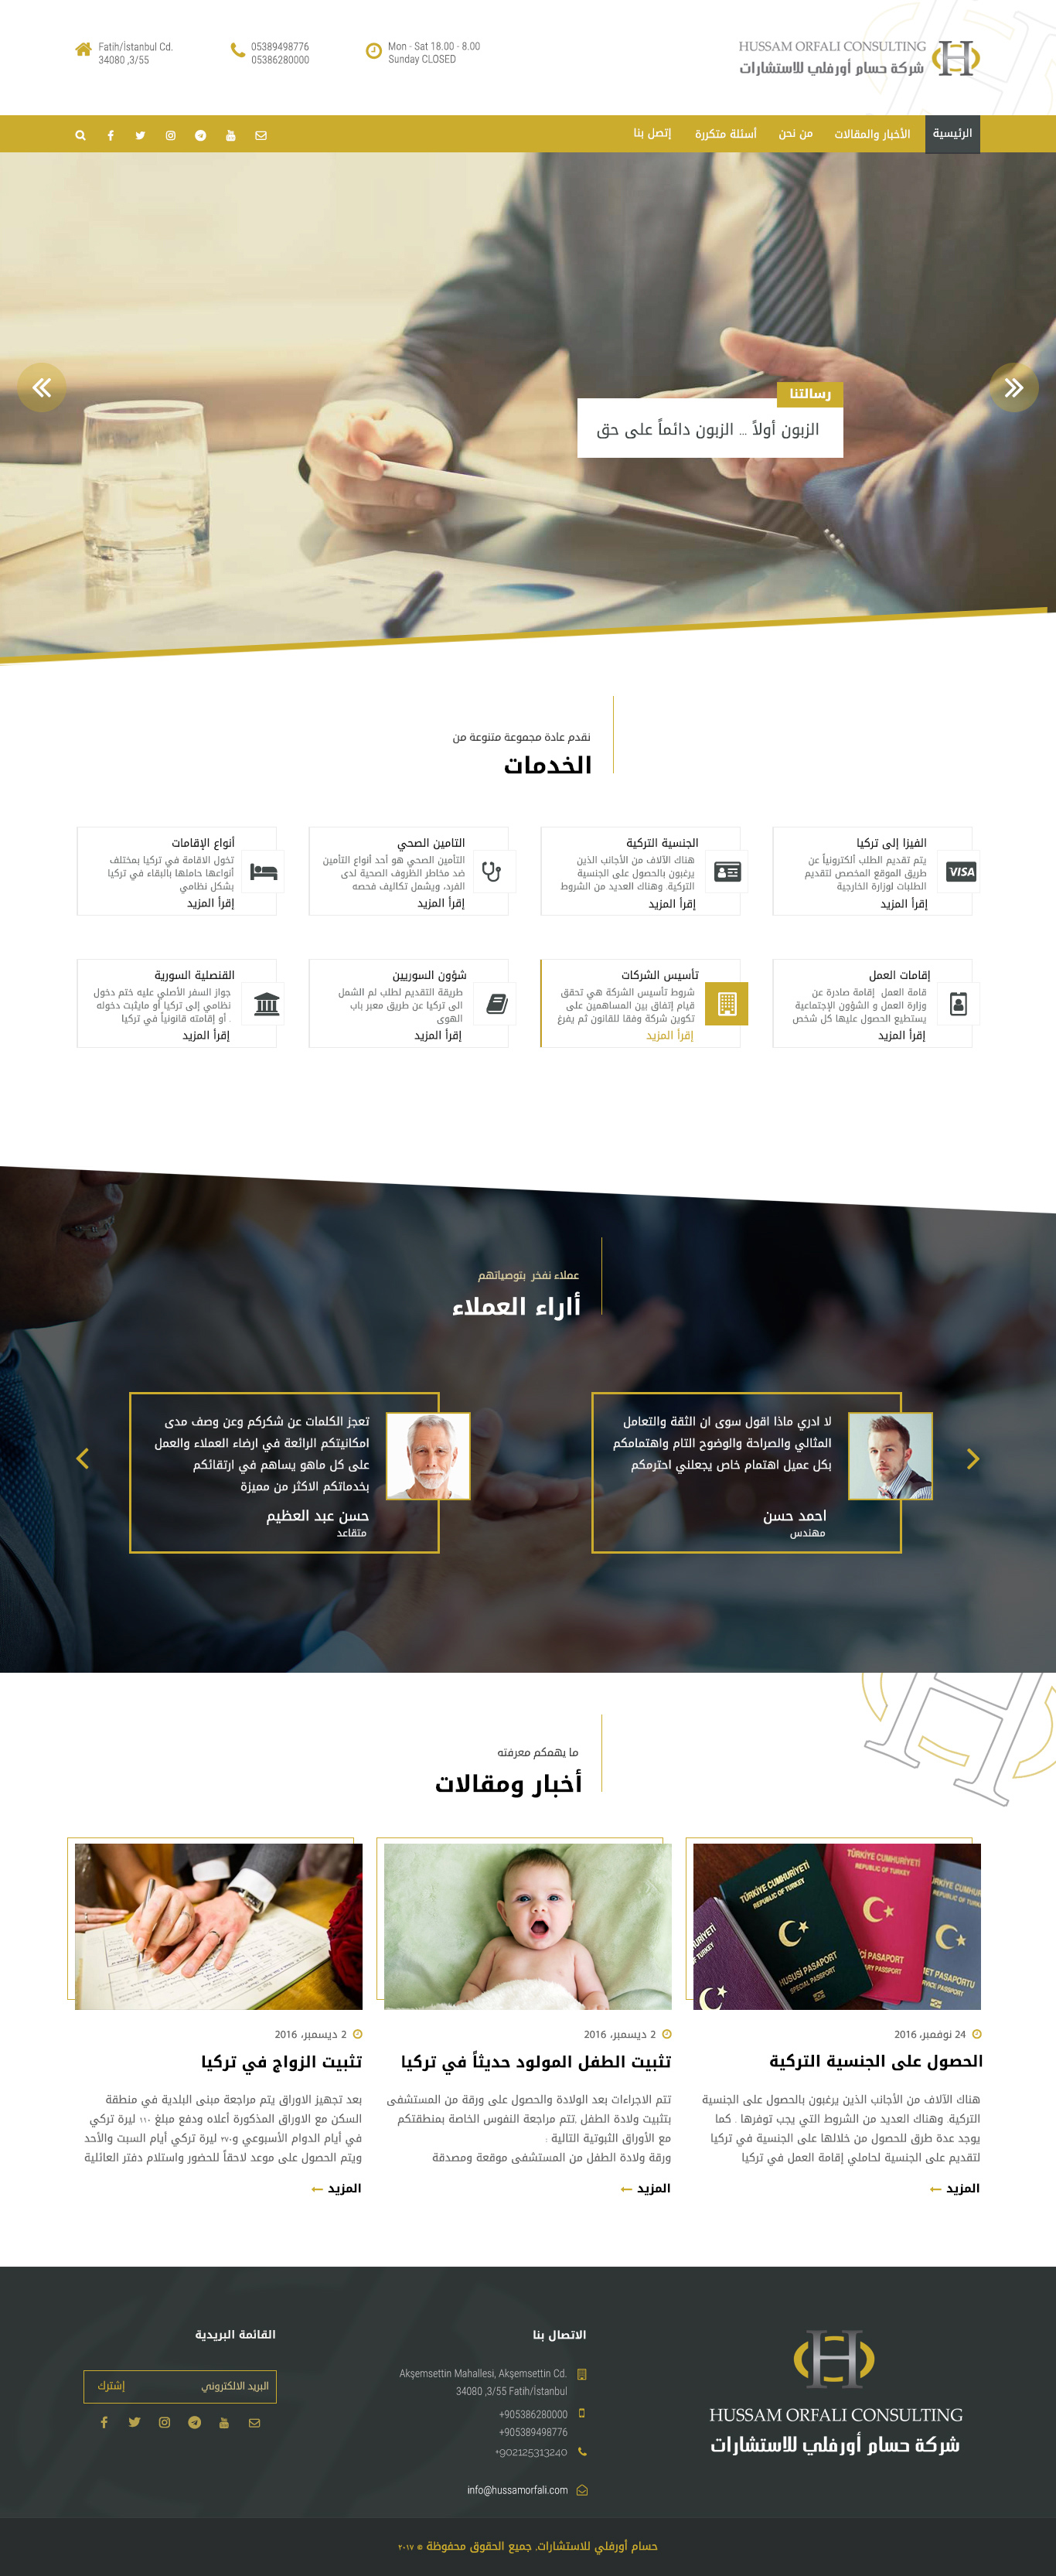 HUSSAM ORFALI CONSULTING
شركة حسام أورفلي للاستشارات
Mon - Sat 18.00 - 8.00
Sunday CLOSED
05389498776
05386280000
Fatih/İstanbul Cd.
34080 ,3/55
الرئيسية
الأخبار والمقالات
من نحن
أسئلة متكررة
إتصل بنا
رسالتنا
الزبون أولاً ... الزبون دائماً على حق
نقدم عادة مجموعة متنوعة من
الخدمات
الفيزا إلى تركيا
يتم تقديم الطلب ألكترونياً عن
طريق الموقع المخصص لتقديم
الطلبات لوزارة الخارجية
إقرأ المزيد
VISA
الجنسية التركية
هناك الآلاف من الأجانب الذين
يرغبون بالحصول على الجنسية
التركية. وهناك العديد من الشروط
إقرأ المزيد
التامين الصحي
التأمين الصحي هو أحد أنواع التأمين
ضد مخاطر الظروف الصحية لدى
الفرد، ويشمل تكاليف فحصه
إقرأ المزيد
أنواع الإقامات
تخول الاقامة في تركيا بمختلف
أنواعها حاملها بالبقاء في تركيا
بشكل نظامي
إقرأ المزيد
إقامات العمل
قامة العمل إقامة صادرة عن
وزارة العمل و الشؤون الإجتماعية
يستطيع الحصول عليها كل شخص
إقرأ المزيد
تأسيس الشركات
شروط تأسيس الشركة هي تحقق
قيام إتفاق بين المساهمين على
تكوين شركة وفقا للقانون ثم يفرغ
إقرأ المزيد
شؤون السوريين
طريقة التقديم لطلب لم الشمل
الى تركيا عن طريق معبر باب
الهوى
إقرأ المزيد
القنصلية السورية
جواز السفر الأصلي عليه ختم دخول
نظامي إلى تركيا أو مايثبت دخوله
أو إقامته قانونياً في تركيا .
إقرأ المزيد
عملاء نفخر بتوصياتهم
أاراء العملاء
لا ادري ماذا اقول سوى ان الثقة والتعامل
المثالي والصراحة والوضوح التام واهتمامكم
بكل عميل اهتمام خاص يجعلني احترمكم
احمد حسن
مهندس
تعجز الكلمات عن شكركم وعن وصف مدى
امكانيتكم الرائعة في ارضاء العملاء والعمل
على كل ماهو يساهم في ارتقائكم
بخدماتكم الاكثر من مميزة
حسن عبد العظيم
متقاعد
ما يهمكم معرفته
أخبار ومقالات
TÜRKİYE CUMHURİYETİ
REPUBLIC OF TURKEY
HUSUSİ PASAPORT
SPECIAL PASSPORT
24 نوفمبر، 2016
الحصول على الجنسية التركية
هناك الآلاف من الأجانب الذين يرغبون بالحصول على الجنسية
التركية. وهناك العديد من الشروط التي يجب توفرها . كما
يوجد عدة طرق للحصول من خلالها على الجنسية في تركيا
لتقديم على الجنسية لحاملي إقامة العمل في تركيا
المزيد
2 ديسمبر، 2016
تثبيت الطفل المولود حديثاً في تركيا
تتم الاجراءات بعد الولادة والحصول على ورقة من المستشفى
بتثبيت ولادة الطفل ,تتم مراجعة النفوس الخاصة بمنطقتكم
مع الأوراق الثبوتية التالية :
ورقة ولادة الطفل من المستشفى موقعة ومصدقة
المزيد
2 ديسمبر، 2016
تثبيت الزواج في تركيا
بعد تجهيز الاوراق يتم مراجعة مبنى البلدية في منطقة
السكن مع الاوراق المذكورة أعلاه ودفع مبلغ ١١٠ ليرة تركي
في أيام الدوام الأسبوعي و٣٧٠ ليرة تركي أيام السبت والأحد
ويتم الحصول على موعد لاحقاً للحضور واستلام دفتر العائلية
المزيد
HUSSAM ORFALI CONSULTING
شركة حسام أورفلي للاستشارات
الاتصال بنا
Akşemsettin Mahallesi, Akşemsettin Cd.
34080 ,3/55 Fatih/İstanbul
+905386280000
+905389498776
+902125313240
info@hussamorfali.com
القائمة البريدية
البريد الالكتروني
إشترك
حسام أورفلي للاستشارات, جميع الحقوق محفوظة © ٢٠١٧